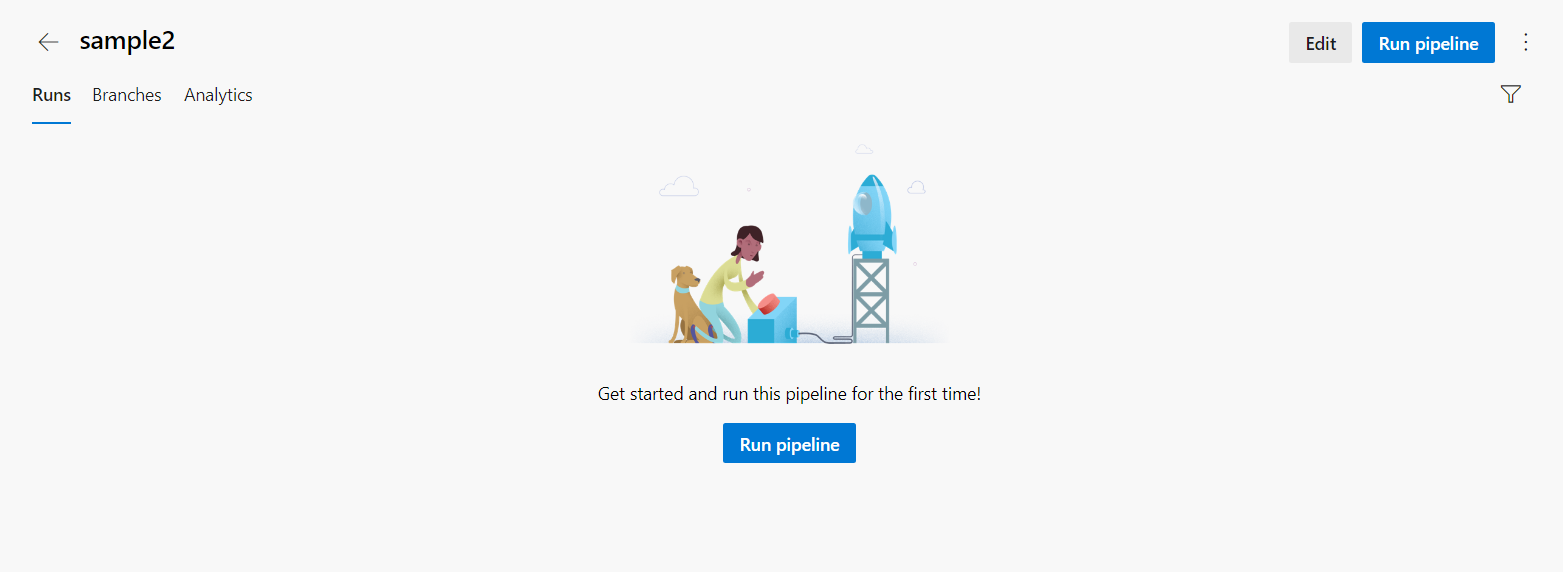 sample2
Edit
Run pipeline
Runs
Branches
Analytics
Get started and run this pipeline for the first time!
Run pipeline